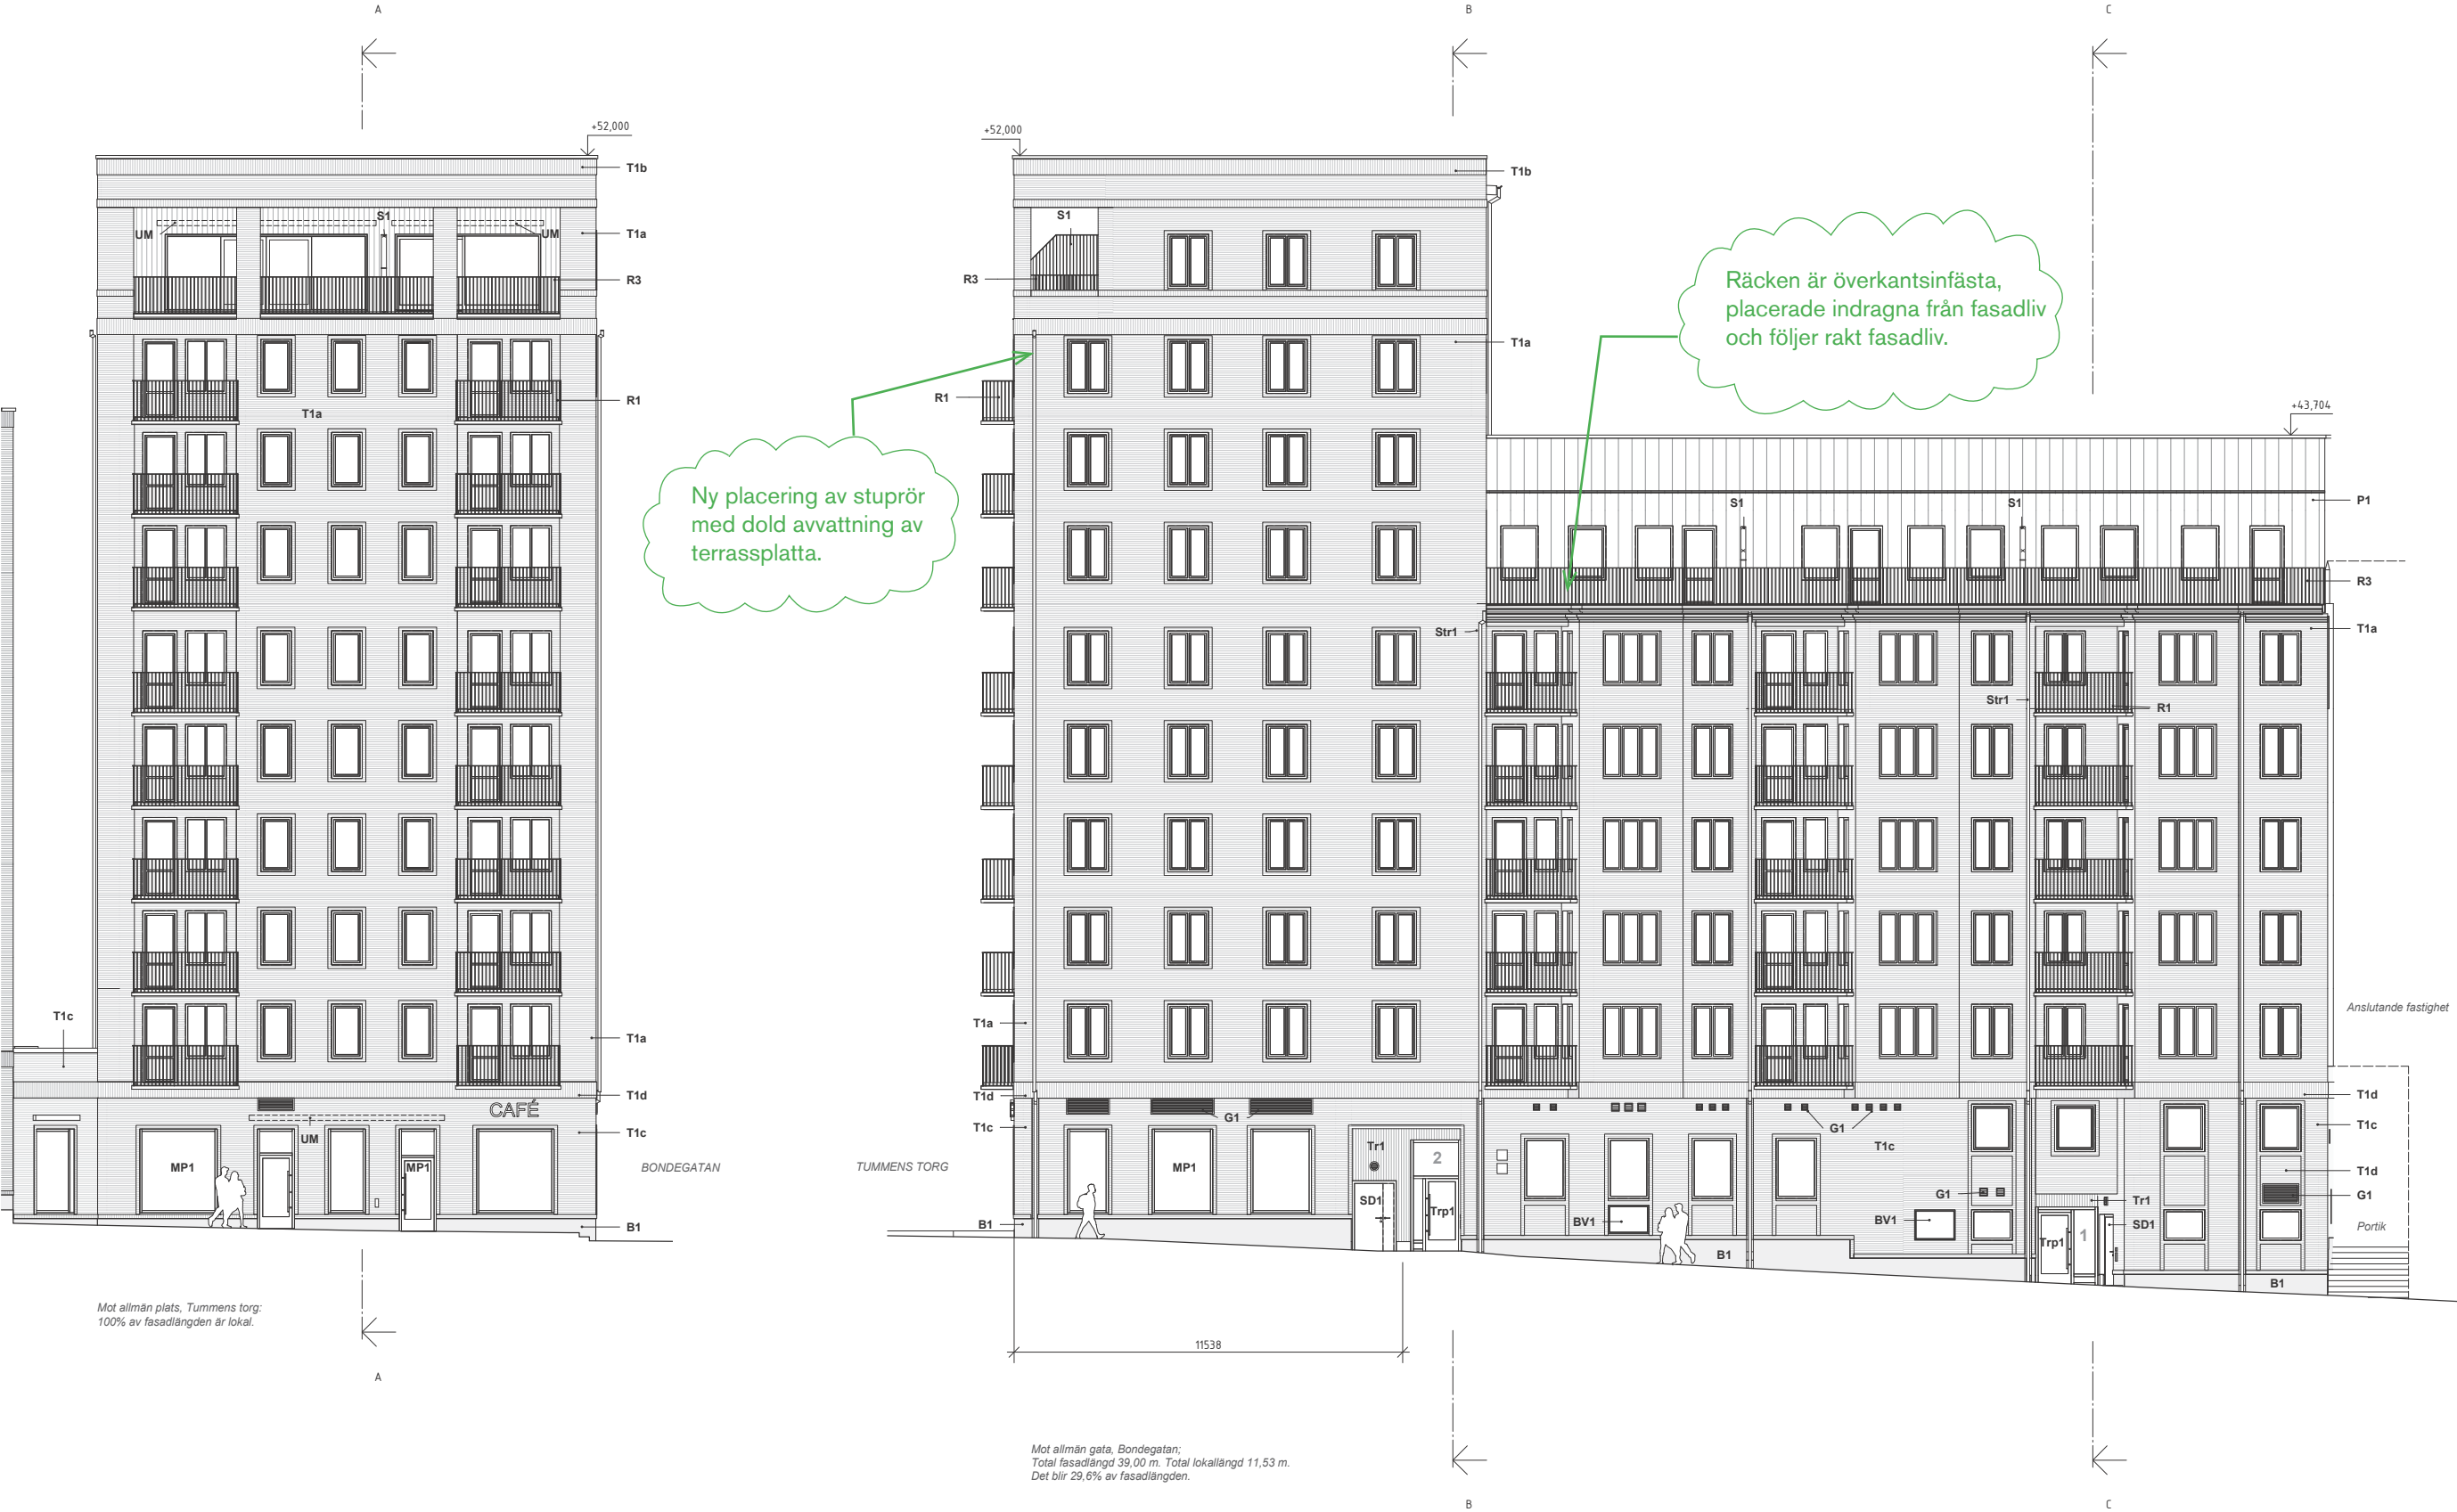 A
B
C
+52,000
T1b
S1
UM
UM
T1a
R3
R1
T1a
T1c
T1a
T1d
CAFÉ
UM
T1c
MP1
MP1
B1
BONDEGATAN
Mot allmän plats, Tummens torg:
100% av fasadlängden är lokal.
A
Ny placering av stuprör
med dold avvattning av
terrassplatta.
+52,000
T1b
S1
R3
T1a
R1
Räcken är överkantsinfästa,
placerade indragna från fasadliv
och följer rakt fasadliv.
+43,704
S1
S1
P1
R3
Str1
T1a
Str1
R1
Anslutande fastighet
T1a
T1d
T1d
G1
G1
T1c
T1c
T1c
Tr1
TUMMENS TORG
MP1
2
T1d
SD1
G1
G1
Tr1
Trp1
BV1
BV1
SD1
Portik
B1
Trp1
1
B1
B1
11538
Mot allmän gata, Bondegatan;
Total fasadlängd 39,00 m. Total lokallängd 11,53 m.
Det blir 29,6% av fasadlängden.
B
C